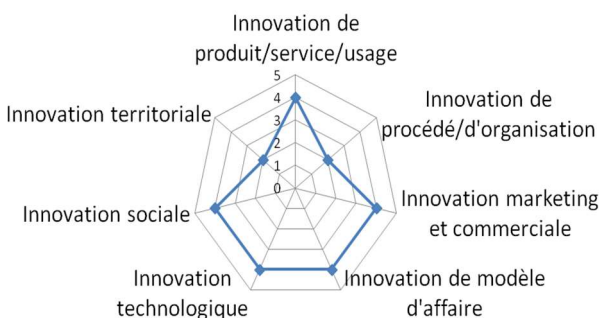 Innovation de
produit/service/usage
5
4
3
2
1
0
Innovation de
procédé/d'organisation
Innovation marketing
et commerciale
Innovation de modèle
d'affaire
Innovation
technologique
Innovation sociale
Innovation territoriale